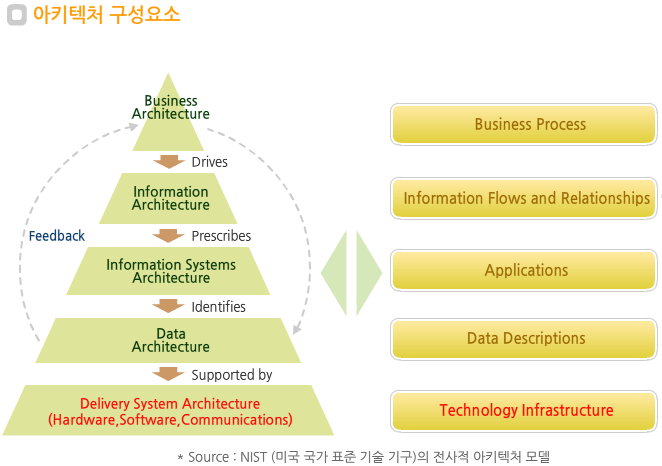 아키텍처 구성요소
Business
Architecture
Business Process
Drives
Information
Architecture
Information Flows and Relationships
Feedback
Prescribes
Information Systems
Architecture
Applications
Identifies
Data
Architecture
Data Descriptions
Supported by
Delivery System Architecture
(Hardware,Software,Communications)
Technology Infrastructure
* Source : NIST (미국 국가 표준 기술 기구)의 전사적 아키텍처 모델